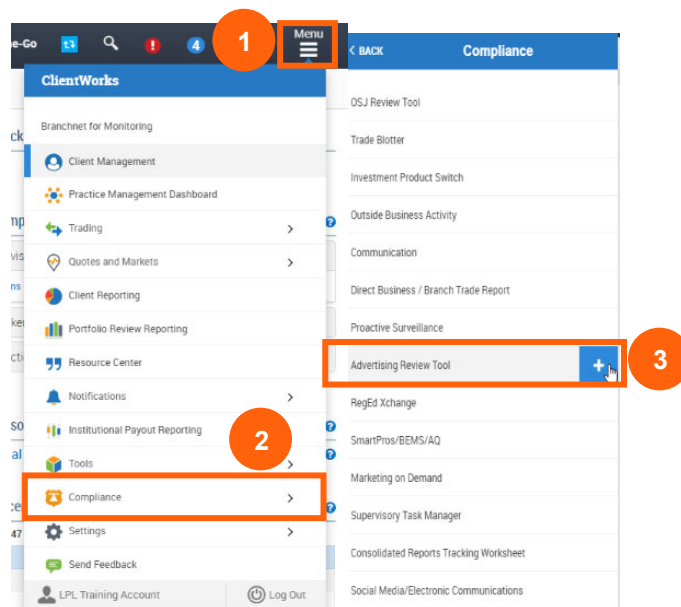 e-Go
4
1
Menu
ClientWorks
Branchnet for Monitoring
Client Management
Practice Management Dashboard
Trading
Quotes and Markets
Client Reporting
Portfolio Review Reporting
Resource Center
Notifications
Institutional Payout Reporting
2
Tools
Compliance
Settings
47
Send Feedback
LPL Training Account
Log Out
< BACK
Compliance
OSJ Review Tool
Trade Blotter
Investment Product Switch
Outside Business Activity
Communication
Direct Business / Branch Trade Report
Proactive Surveillance
Advertising Review Tool
+
3
RegEd Xchange
SmartPros/BEMS/AQ
Marketing on Demand
Supervisory Task Manager
Consolidated Reports Tracking Worksheet
Social Media/Electronic Communications